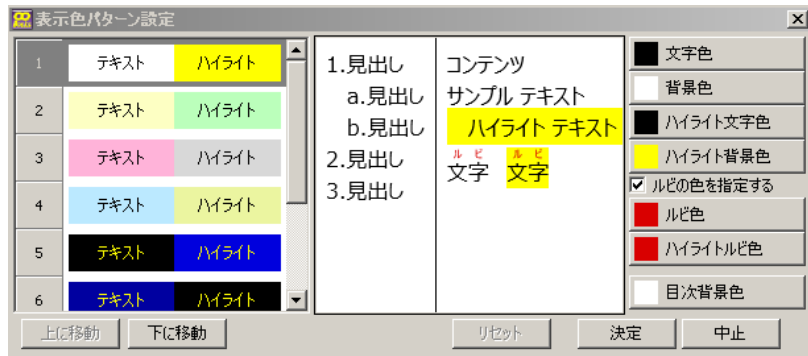 表示色パターン設定
1 テキスト ハイライト
2 テキスト ハイライト
3 テキスト ハイライト
4 テキスト ハイライト
5 テキスト ハイライト
6 テキスト ハイライト
上に移動 下に移動
1.見出し
a.見出し
b.見出し
2.見出し
3.見出し
コンテンツ
サンプル テキスト
ハイライト テキスト
ルビ ルビ
文字 文字
文字色
背景色
ハイライト文字色
ハイライト背景色
ルビの色を指定する
ルビ色
ハイライトルビ色
目次背景色
リセット 決定 中止